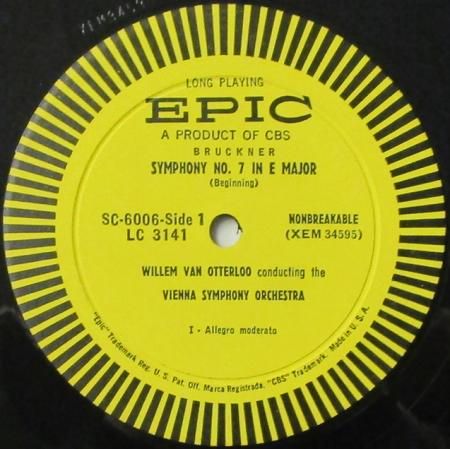 LONG PLAYING
EPIC
A PRODUCT OF CBS
BRUCKNER
SYMPHONY NO. 7 IN E MAJOR
(Beginning)
SC-6006-Side 1
LC 3141
NONBREAKABLE
(XEM 34595)
WILLEM VAN OTTERLOO conducting the
VIENNA SYMPHONY ORCHESTRA
I - Allegro moderato
"Epic" Trademark Reg. U. S. Pat. Off. Marca Registrada. "CBS" Trademark. Made in U. S. A.